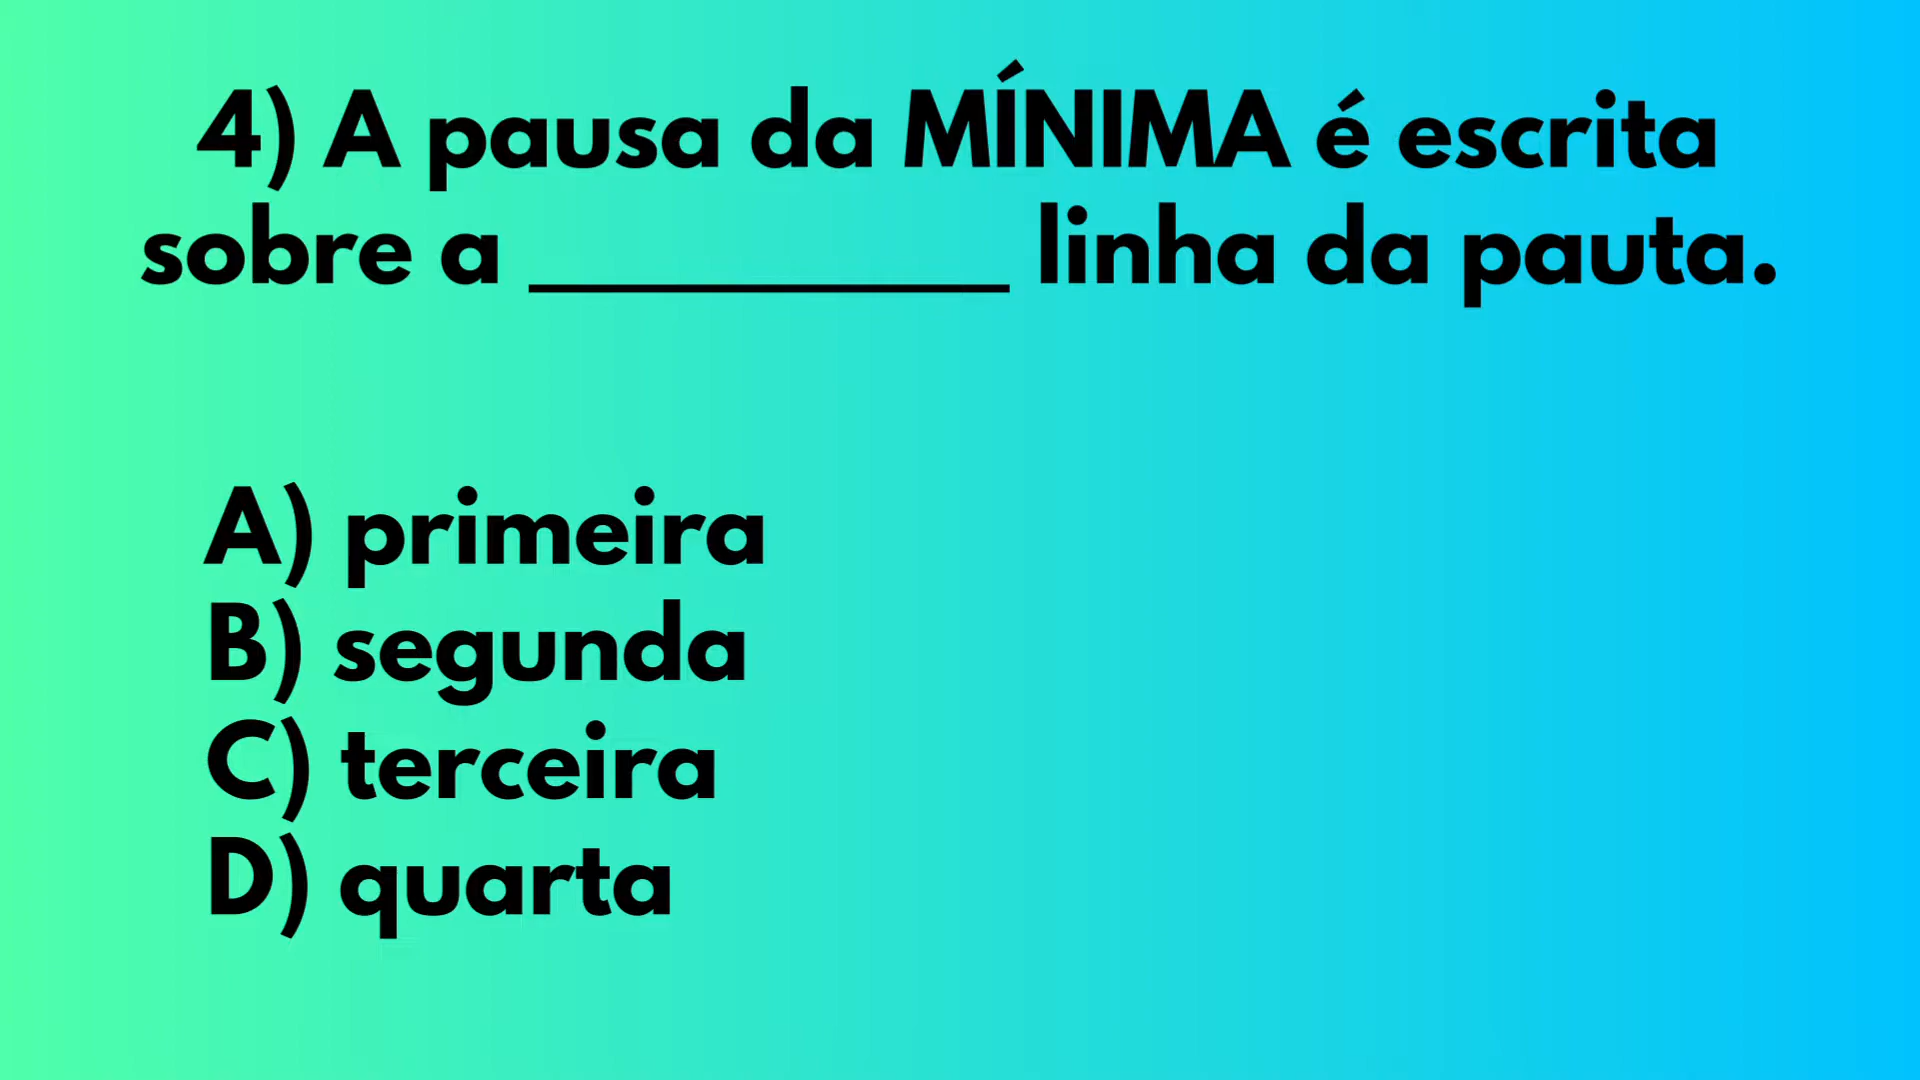 4) A pausa da MÍNIMA é escrita
sobre a __________ linha da pauta.
A) primeira
B) segunda
C) terceira
D) quarta